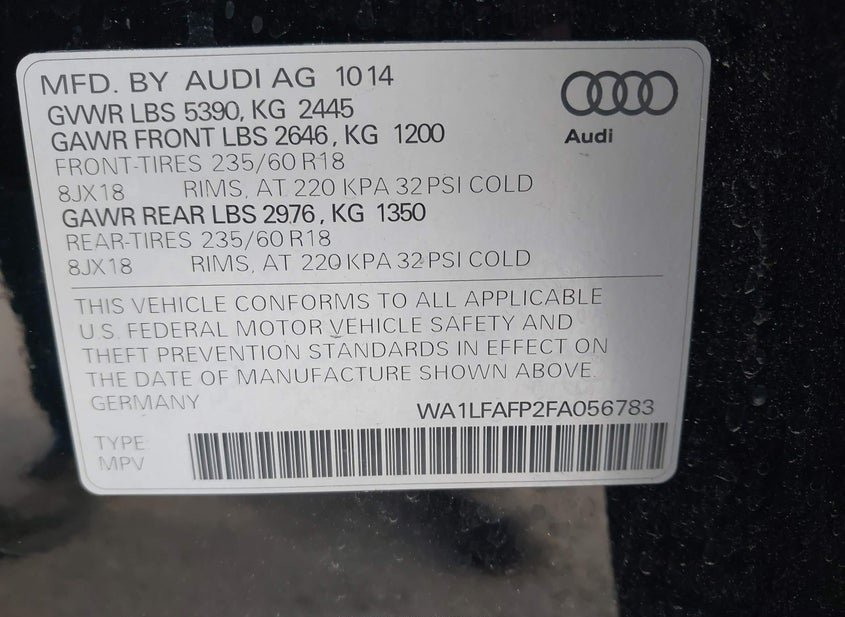 MFD. BY AUDI AG 1014
GVWR LBS 5390, KG 2445
GAWR FRONT LBS 2646, KG 1200
FRONT-TIRES 235/60 R18
8JX18 RIMS, AT 220 KPA 32 PSI COLD
GAWR REAR LBS 2976, KG 1350
REAR-TIRES 235/60 R18
8JX18 RIMS, AT 220 KPA 32 PSI COLD
Audi
THIS VEHICLE CONFORMS TO ALL APPLICABLE
U.S. FEDERAL MOTOR VEHICLE SAFETY AND
THEFT PREVENTION STANDARDS IN EFFECT ON
THE DATE OF MANUFACTURE SHOWN ABOVE.
GERMANY WA1LFAFP2FA056783
TYPE:
MPV